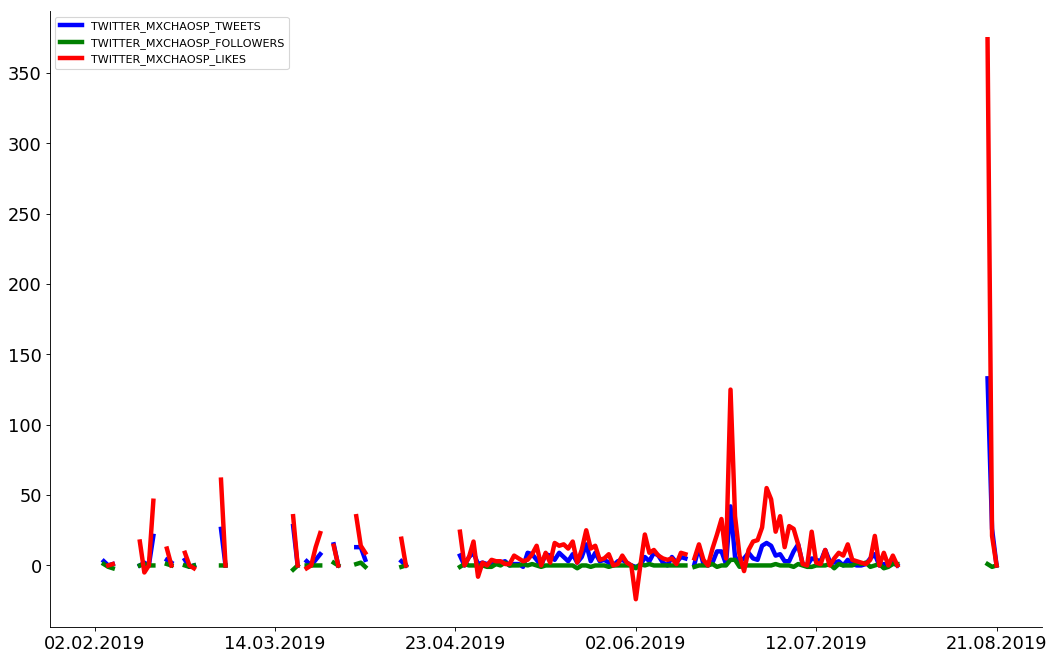 TWITTER_MXCHAOSP_TWEETS
TWITTER_MXCHAOSP_FOLLOWERS
TWITTER_MXCHAOSP_LIKES
350
300
250
200
150
100
50
0
02.02.2019 14.03.2019 23.04.2019 02.06.2019 12.07.2019 21.08.2019